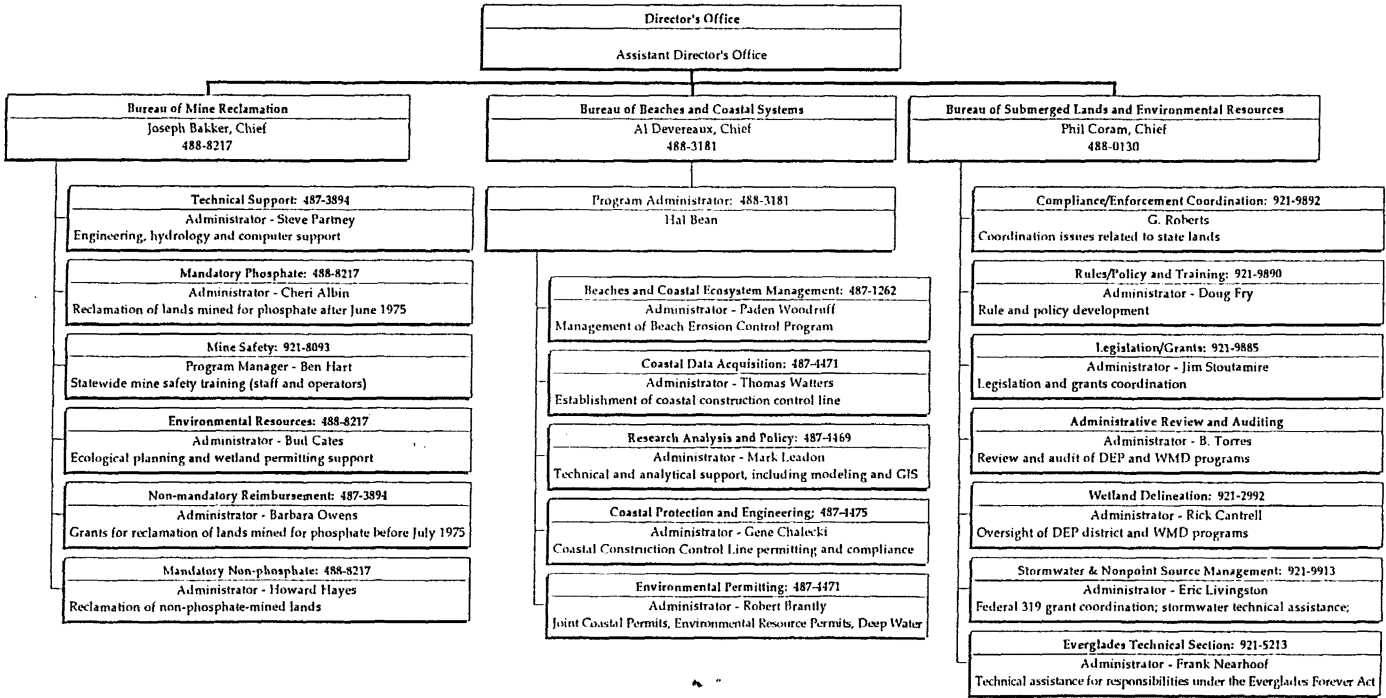 Director's Office
Assistant Director's Office
Bureau of Mine Reclamation
Joseph Bakker, Chief
488-8217
Technical Support: 487-3894
Administrator - Steve Partney
Engineering, hydrology and computer support
Mandatory Phosphate: 488-8217
Administrator - Cheri Albin
Reclamation of lands mined for phosphate after June 1975
Mine Safety: 921-8093
Program Manager - Ben Hart
Statewide mine safety training (staff and operators)
Environmental Resources: 488-8217
Administrator - Bud Cates
Ecological planning and wetland permitting support
Non-mandatory Reimbursement: 487-3894
Administrator - Barbara Owens
Grants for reclamation of lands mined for phosphate before July 1975
Mandatory Non-phosphate: 488-8217
Administrator - Howard Hayes
Reclamation of non-phosphate-mined lands
Bureau of Beaches and Coastal Systems
Al Devereaux, Chief
488-3181
Program Administrator: 488-3181
Hal Bean
Beaches and Coastal Ecosystem Management: 487-1262
Administrator - Paden Woodruff
Management of Beach Erosion Control Program
Coastal Data Acquisition: 487-4471
Administrator - Thomas Watters
Establishment of coastal construction control line
Research Analysis and Policy: 487-4469
Administrator - Mark Leadon
Technical and analytical support, including modeling and GIS
Coastal Protection and Engineering; 487-4475
Administrator - Gene Chalecki
Coastal Construction Control Line permitting and compliance
Environmental Permitting: 487-4471
Administrator - Robert Brantly
Joint Coastal Permits, Environmental Resource Permits, Deep Water
Bureau of Submerged Lands and Environmental Resources
Phil Coram, Chief
488-0130
Compliance/Enforcement Coordination: 921-9892
G. Roberts
Coordination issues related to state lands
Rules/Policy and Training: 921-9890
Administrator - Doug Fry
Rule and policy development
Legislation/Grants: 921-9885
Administrator - Jim Stoutamire
Legislation and grants coordination
Administrative Review and Auditing
Administrator - B. Torres
Review and audit of DEP and WMD programs
Wetland Delineation: 921-2992
Administrator - Rick Cantrell
Oversight of DEP district and WMD programs
Stormwater & Nonpoint Source Management: 921-9913
Administrator - Eric Livingston
Federal 319 grant coordination; stormwater technical assistance;
Everglades Technical Section: 921-5213
Administrator - Frank Nearhoof
Technical assistance for responsibilities under the Everglades Forever Act